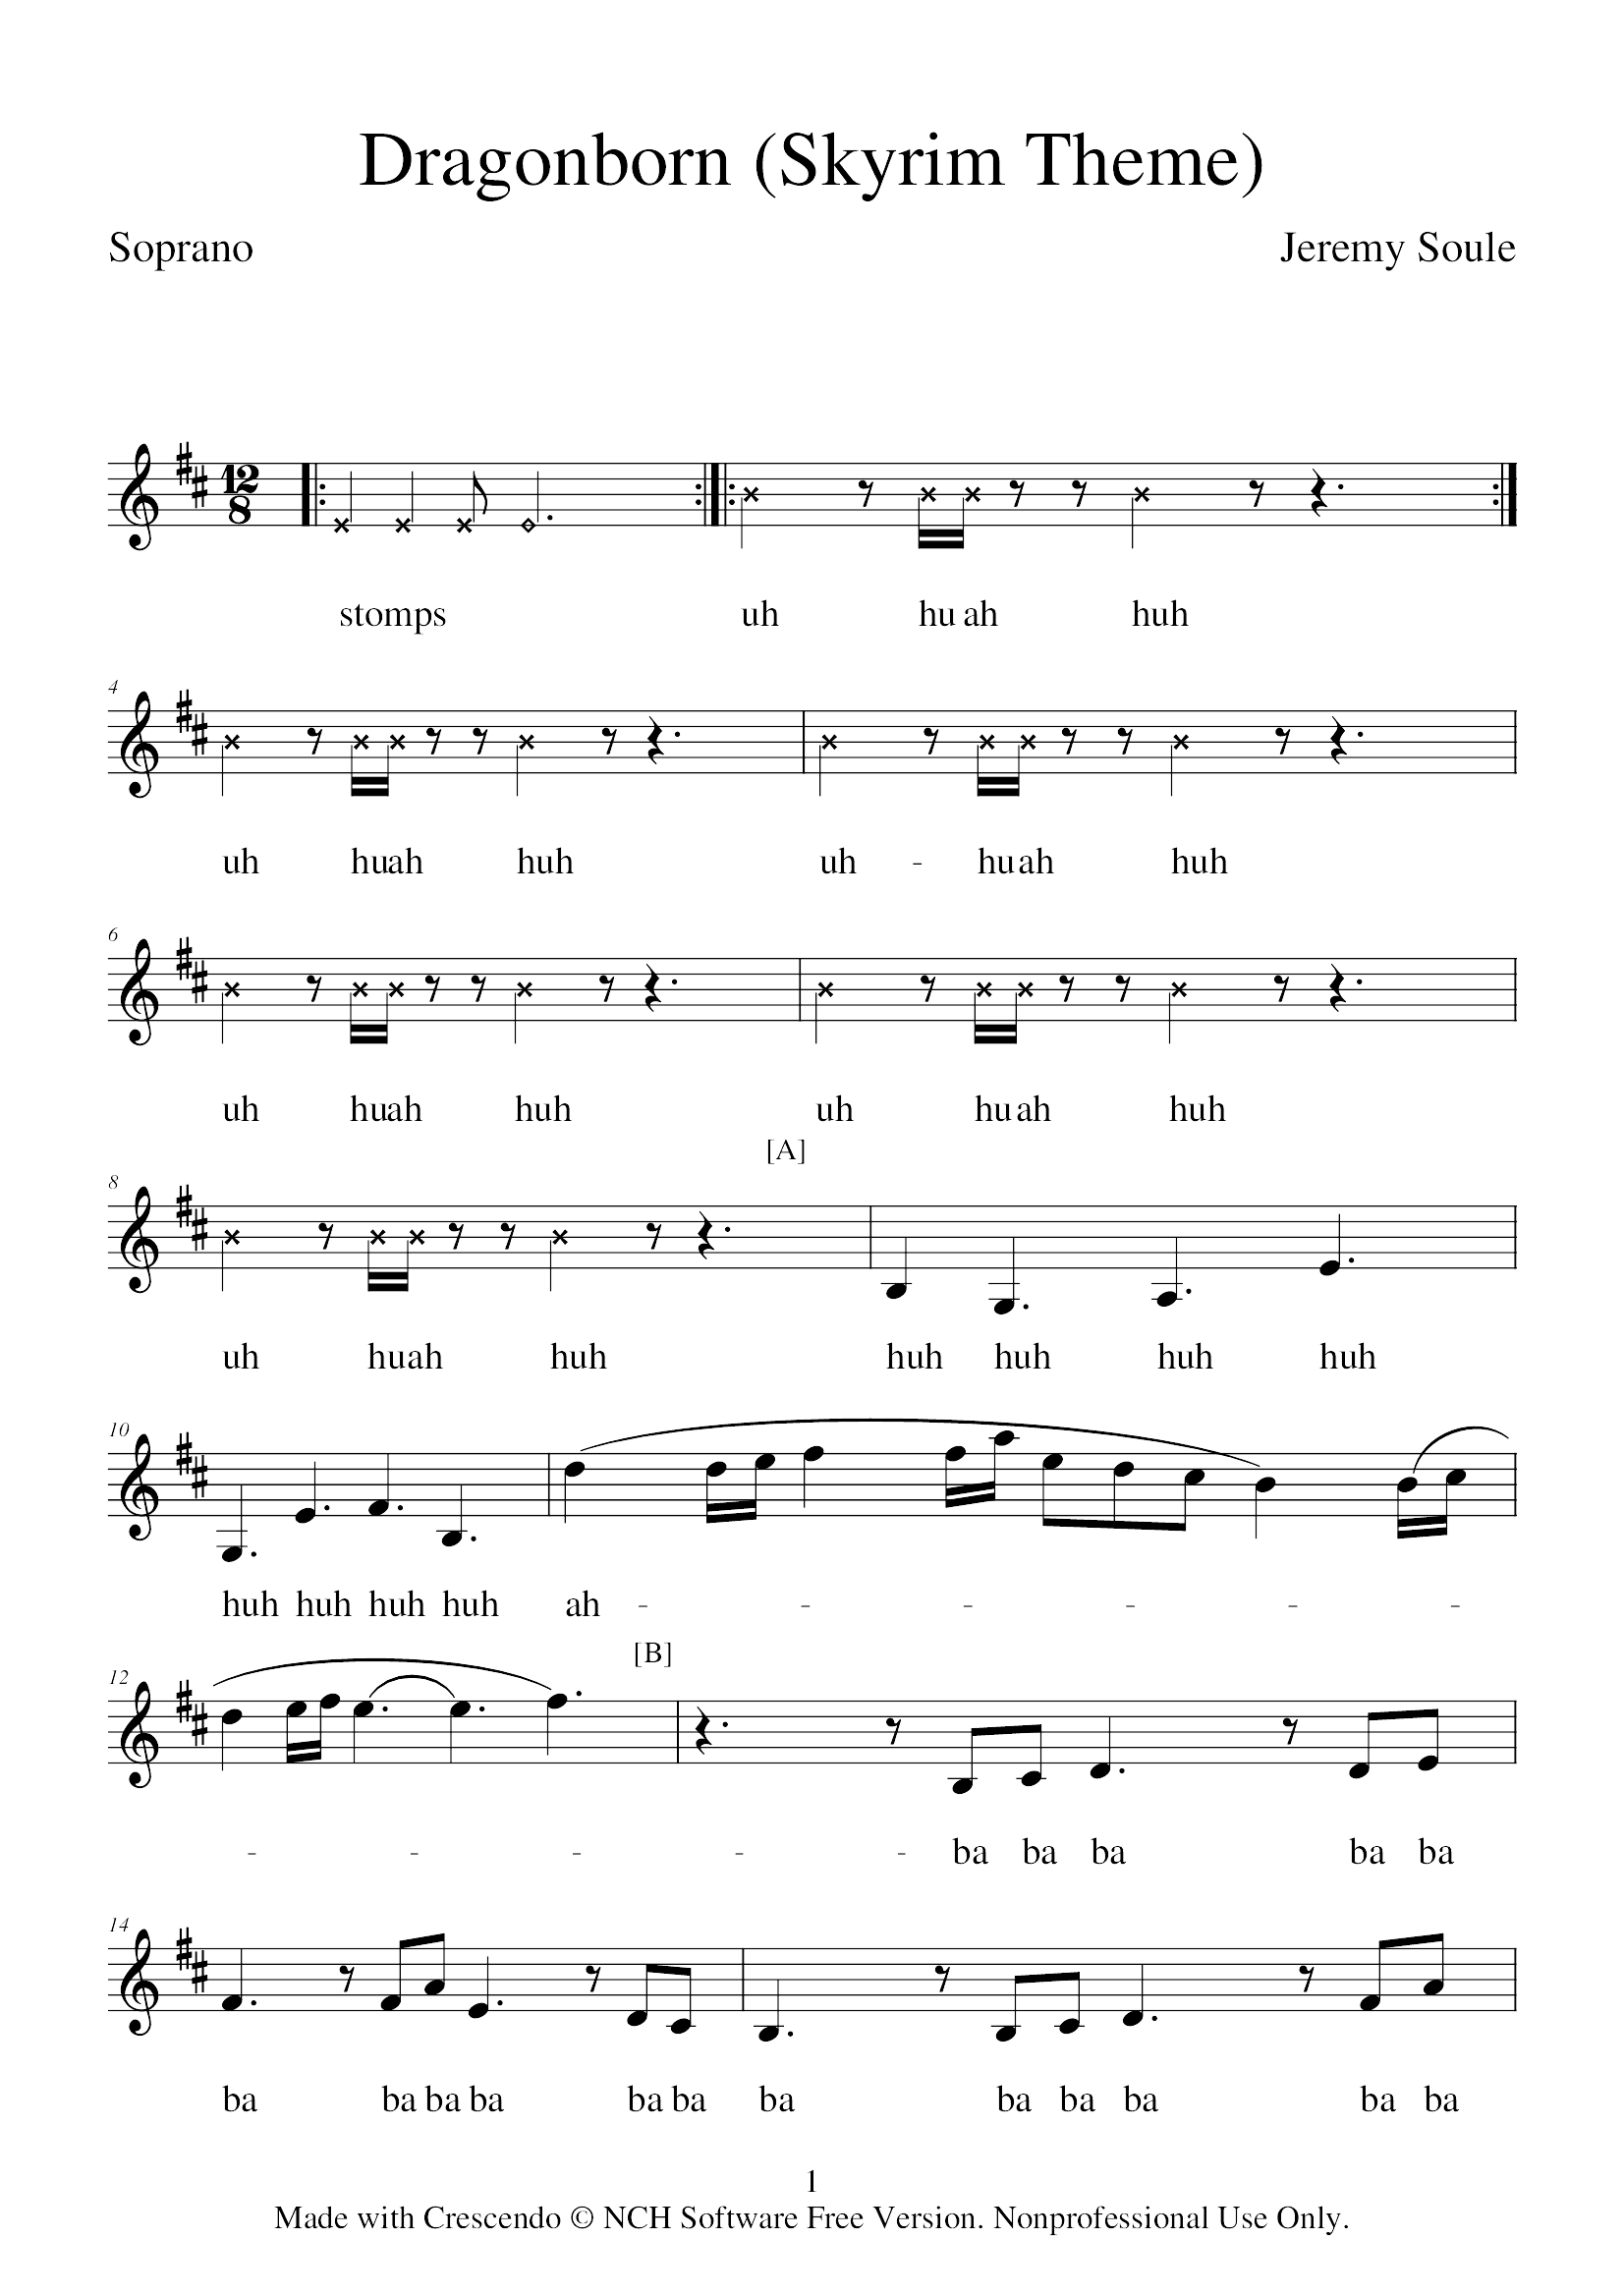 Dragonborn (Skyrim Theme)
Soprano
Jeremy Soule
12
8
stomps uh hu ah huh
4
uh huah huh uh - hu ah huh
6
uh huah huh uh hu ah huh
[A]
8
uh huah huh huh huh huh huh
10
huh huh huh huh ah - - - - - -
[B]
12
- - - - - ba ba ba ba ba
14
ba ba ba ba ba ba ba ba ba ba ba ba
1
Made with Crescendo © NCH Software Free Version. Nonprofessional Use Only.